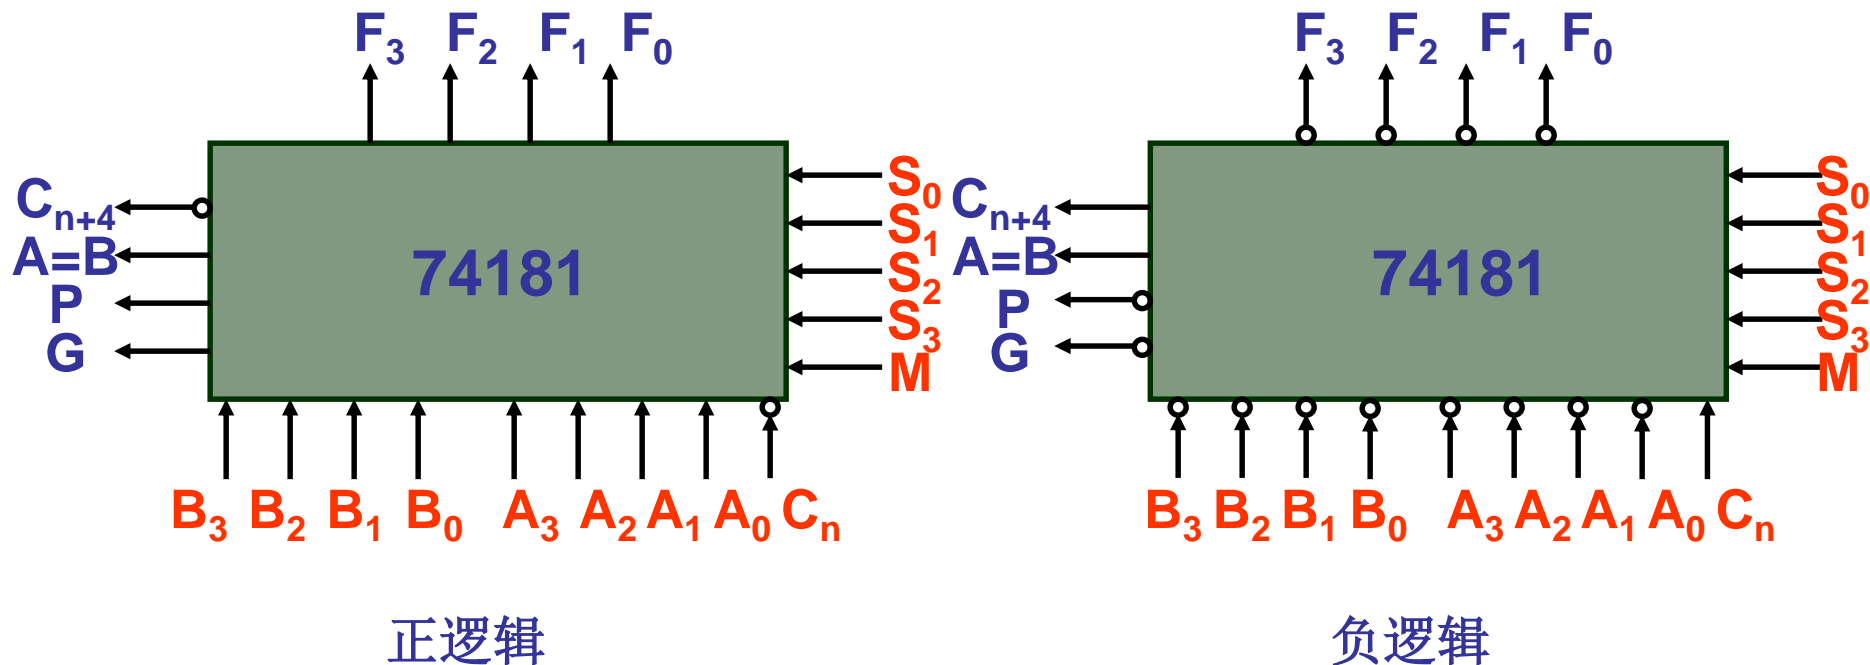 F3 F2 F1 F0
Cn+4
A=B
P
G
74181
S0
S1
S2
S3
M
B3 B2 B1 B0 A3 A2 A1 A0 Cn
正逻辑
F3 F2 F1 F0
Cn+4
A=B
P
G
74181
S0
S1
S2
S3
M
B3 B2 B1 B0 A3 A2 A1 A0 Cn
负逻辑